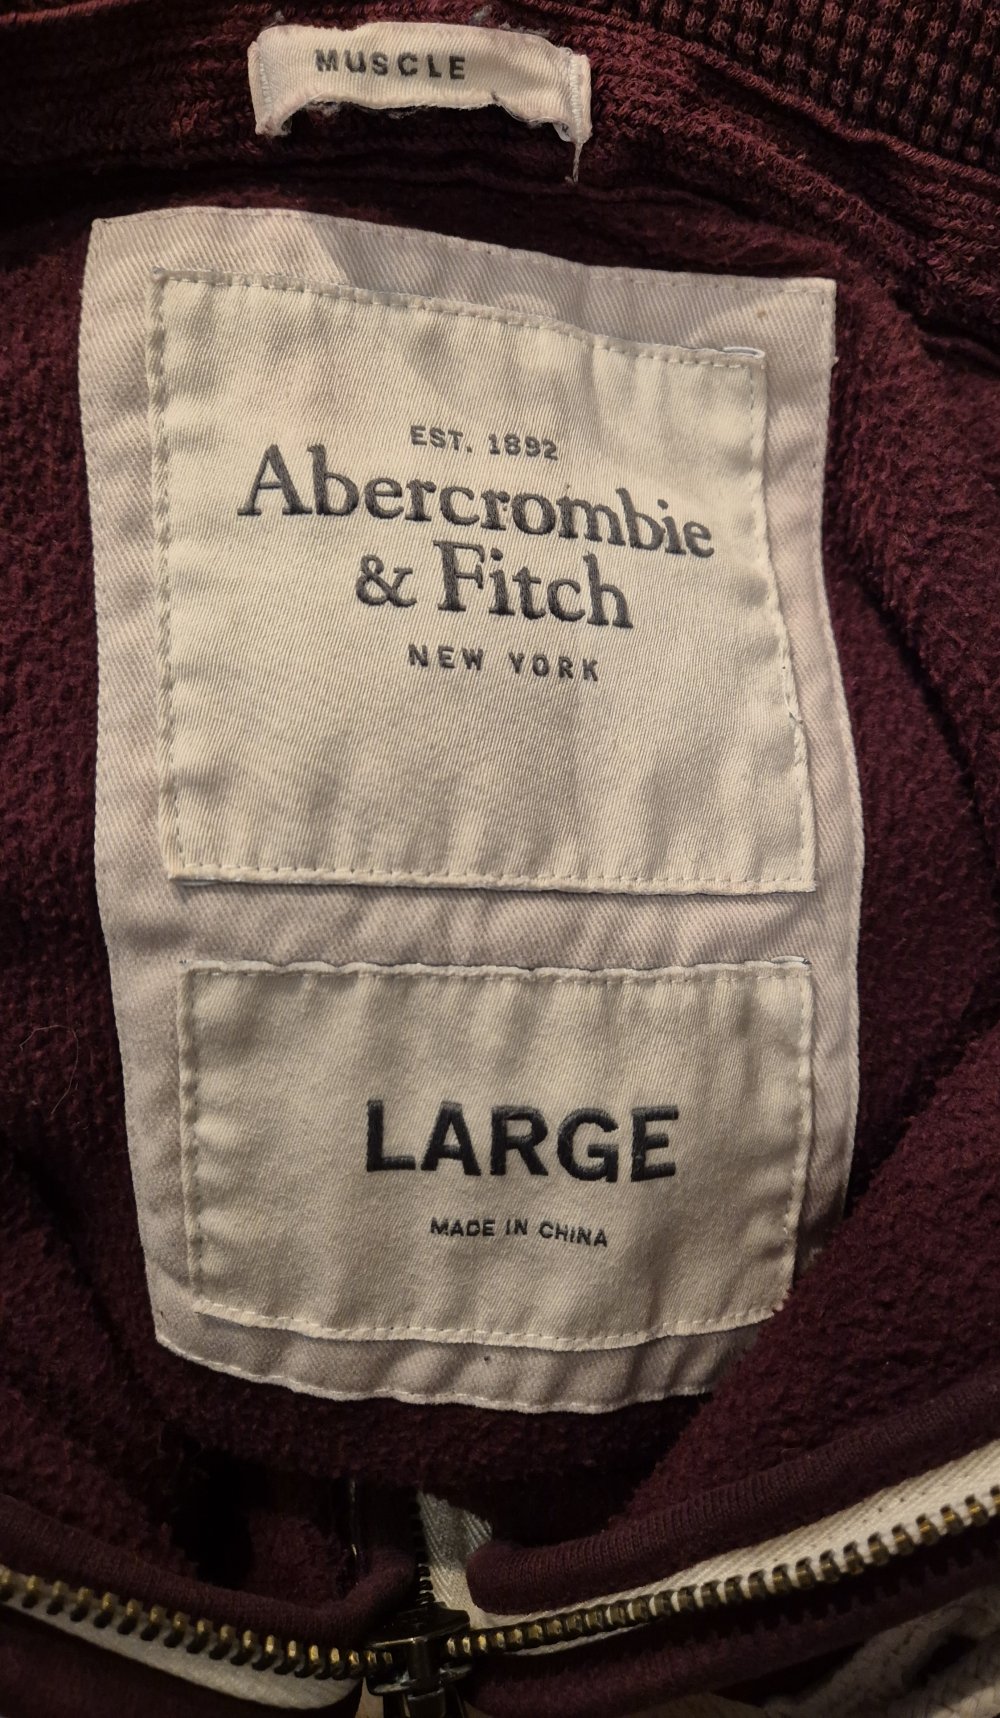 MUSCLE
EST. 1892
Abercrombie
& Fitch
NEW YORK
LARGE
MADE IN CHINA